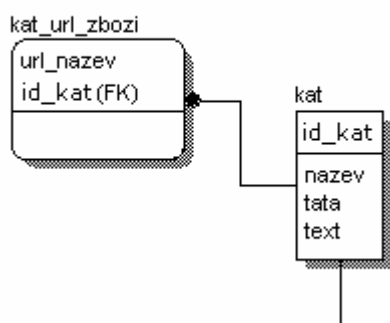 kat_url_zbozi
url_nazev
id_kat(FK)
kat
id_kat
nazev
tata
text